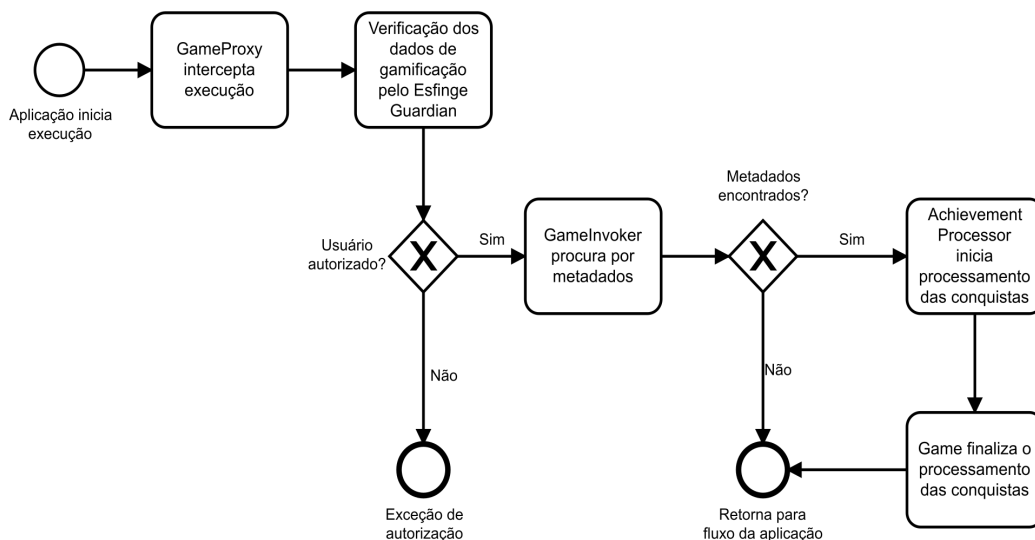 Aplicação inicia
execução
GameProxy
intercepta
execução
Verificação dos
dados de
gamificação
pelo Esfinge
Guardian
Usuário
autorizado?
X
Sim
Não
Exceção de
autorização
GameInvoker
procura por
metadados
Metadados
encontrados?
X
Sim
Não
Achievement
Processor
inicia
processamento
das conquistas
Game finaliza o
processamento
das conquistas
Retorna para
fluxo da aplicação